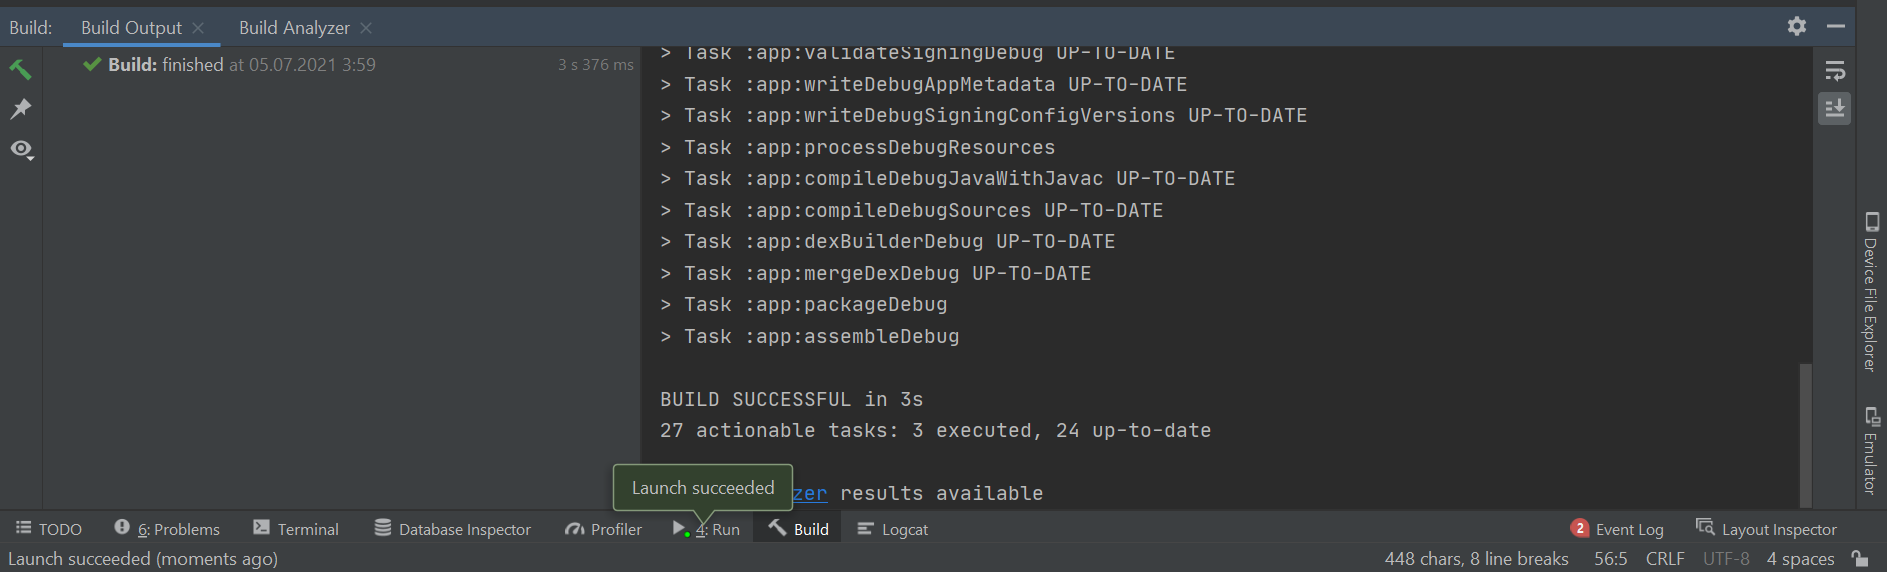 Build: Build Output Build Analyzer
Build: finished at 05.07.2021 3:59 3 s 376 ms
> Task :app:validateSigningDebug UP-TO-DATE
> Task :app:writeDebugAppMetadata UP-TO-DATE
> Task :app:writeDebugSigningConfigVersions UP-TO-DATE
> Task :app:processDebugResources
> Task :app:compileDebugJavaWithJavac UP-TO-DATE
> Task :app:compileDebugSources UP-TO-DATE
> Task :app:dexBuilderDebug UP-TO-DATE
> Task :app:mergeDexDebug UP-TO-DATE
> Task :app:packageDebug
> Task :app:assembleDebug
BUILD SUCCESSFUL in 3s
27 actionable tasks: 3 executed, 24 up-to-date
Launch succeeded
zer results available
Device File Explorer
Emulator
TODO 6: Problems Terminal Database Inspector Profiler 4: Run Build Logcat 2 Event Log Layout Inspector
Launch succeeded (moments ago) 448 chars, 8 line breaks 56:5 CRLF UTF-8 4 spaces